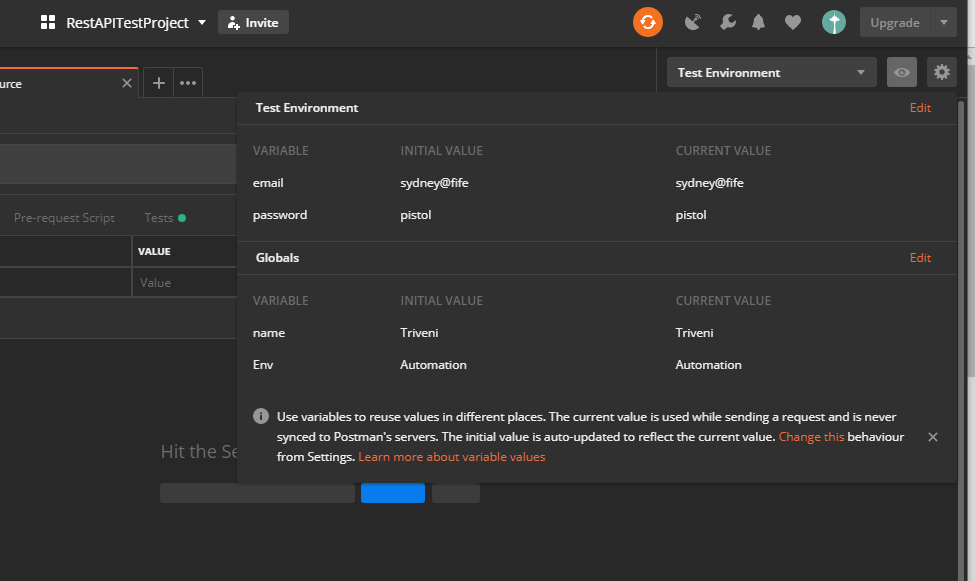 RestAPITestProject
Invite
Upgrade
urce
Test Environment
Test Environment
Edit
VARIABLE INITIAL VALUE CURRENT VALUE
email sydney@fife sydney@fife
password pistol pistol
Pre-request Script Tests
VALUE
Value
Globals
Edit
VARIABLE INITIAL VALUE CURRENT VALUE
name Triveni Triveni
Env Automation Automation
Use variables to reuse values in different places. The current value is used while sending a request and is never
synced to Postman's servers. The initial value is auto-updated to reflect the current value. Change this behaviour
from Settings. Learn more about variable values
Hit the Se